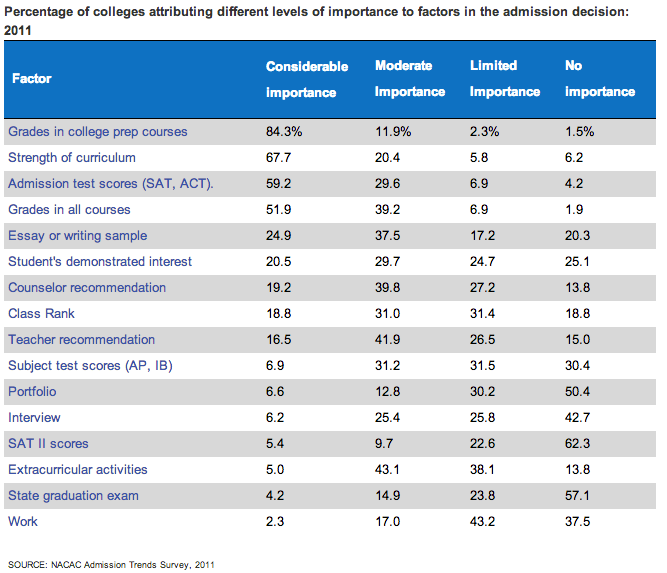 Percentage of colleges attributing different levels of importance to factors in the admission decision:
2011
Factor Considerable Importance Moderate Importance Limited Importance No Importance
Grades in college prep courses 84.3% 11.9% 2.3% 1.5%
Strength of curriculum 67.7 20.4 5.8 6.2
Admission test scores (SAT, ACT). 59.2 29.6 6.9 4.2
Grades in all courses 51.9 39.2 6.9 1.9
Essay or writing sample 24.9 37.5 17.2 20.3
Student's demonstrated interest 20.5 29.7 24.7 25.1
Counselor recommendation 19.2 39.8 27.2 13.8
Class Rank 18.8 31.0 31.4 18.8
Teacher recommendation 16.5 41.9 26.5 15.0
Subject test scores (AP, IB) 6.9 31.2 31.5 30.4
Portfolio 6.6 12.8 30.2 50.4
Interview 6.2 25.4 25.8 42.7
SAT II scores 5.4 9.7 22.6 62.3
Extracurricular activities 5.0 43.1 38.1 13.8
State graduation exam 4.2 14.9 23.8 57.1
Work 2.3 17.0 43.2 37.5
SOURCE: NACAC Admission Trends Survey, 2011